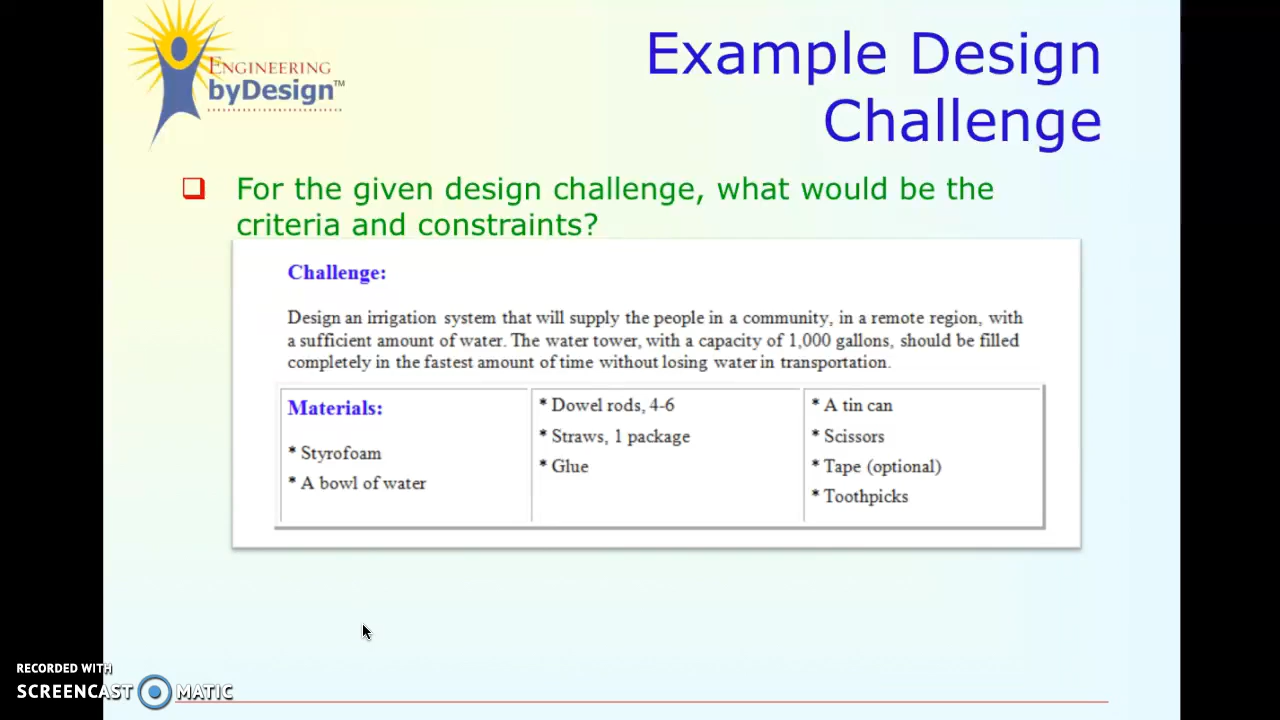 ENGINEERING
byDesign™
Example Design
Challenge
❑ For the given design challenge, what would be the
criteria and constraints?
Challenge:
Design an irrigation system that will supply the people in a community, in a remote region, with
a sufficient amount of water. The water tower, with a capacity of 1,000 gallons, should be filled
completely in the fastest amount of time without losing water in transportation.
Materials:
* Styrofoam
* A bowl of water
* Dowel rods, 4-6
* Straws, 1 package
* Glue
* A tin can
* Scissors
* Tape (optional)
* Toothpicks
RECORDED WITH
SCREENCAST MATIC